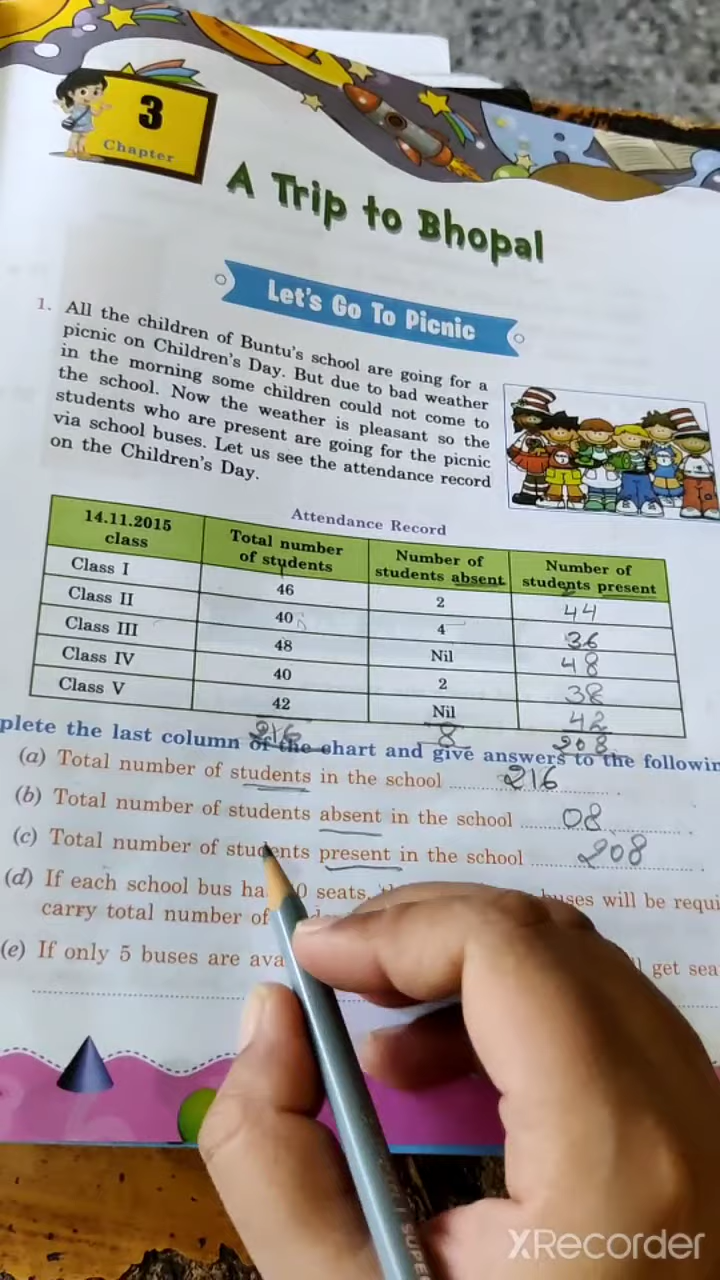 3
Chapter
A Trip to Bhopal
Let's Go To Picnic
1. All the children of Buntu's school are going for a
picnic on Children's Day. But due to bad weather
in the morning some children could not come to
the school. Now the weather is pleasant so the
students who are present are going for the picnic
via school buses. Let us see the attendance record
on the Children's Day.
Attendance Record
14.11.2015 class Total number of students Number of students absent Number of students present
Class I 46 2 44
Class II 40 4 36
Class III 48 Nil 48
Class IV 40 2 38
Class V 42 Nil 42
216 8 208
plete the last column of the chart and give answers to the followin
(a) Total number of students in the school 216
(b) Total number of students absent in the school 08
(c) Total number of students present in the school 208
(d) If each school bus ha 0 seats, buses will be requi
carry total number of
(e) If only 5 buses are ava get sea
XRecorder